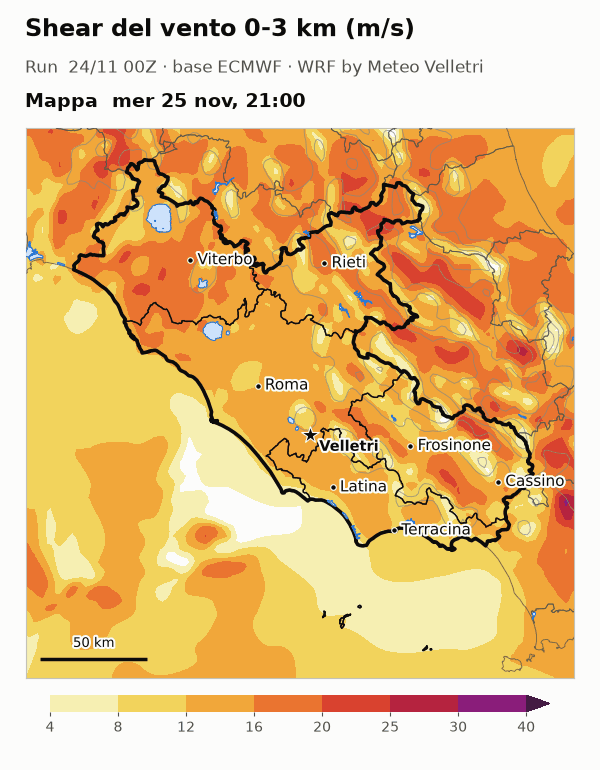 Shear del vento 0-3 km (m/s)
Run  24/11 00Z · base ECMWF · WRF by Meteo Velletri
Mappa  mer 25 nov, 21:00
Viterbo
Rieti
Roma
Velletri
Frosinone
Cassino
Latina
Terracina
50 km
4 8 12 16 20 25 30 40